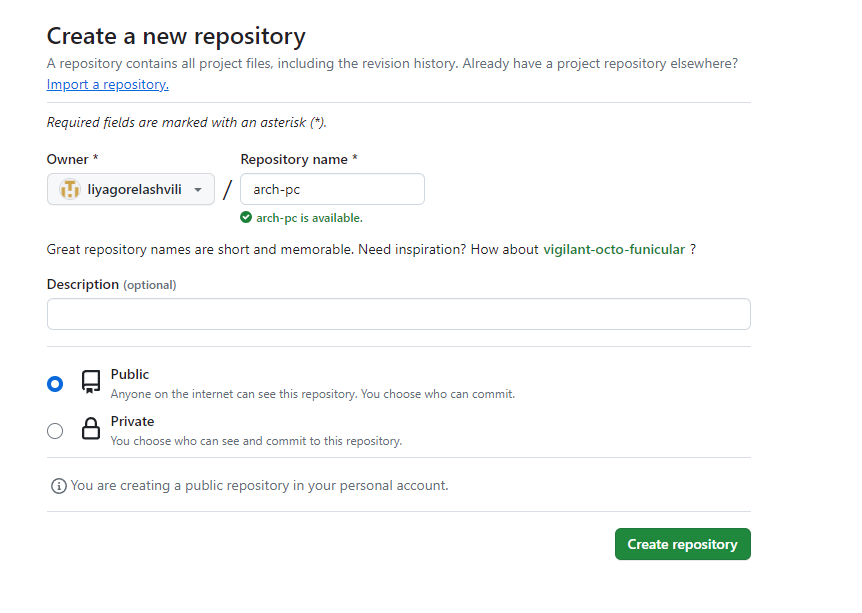 Create a new repository
A repository contains all project files, including the revision history. Already have a project repository elsewhere?
Import a repository.
Required fields are marked with an asterisk (*).
Owner *
Repository name *
liyagorelashvili
/
arch-pc
arch-pc is available.
Great repository names are short and memorable. Need inspiration? How about vigilant-octo-funicular ?
Description (optional)
Public
Anyone on the internet can see this repository. You choose who can commit.
Private
You choose who can see and commit to this repository.
You are creating a public repository in your personal account.
Create repository